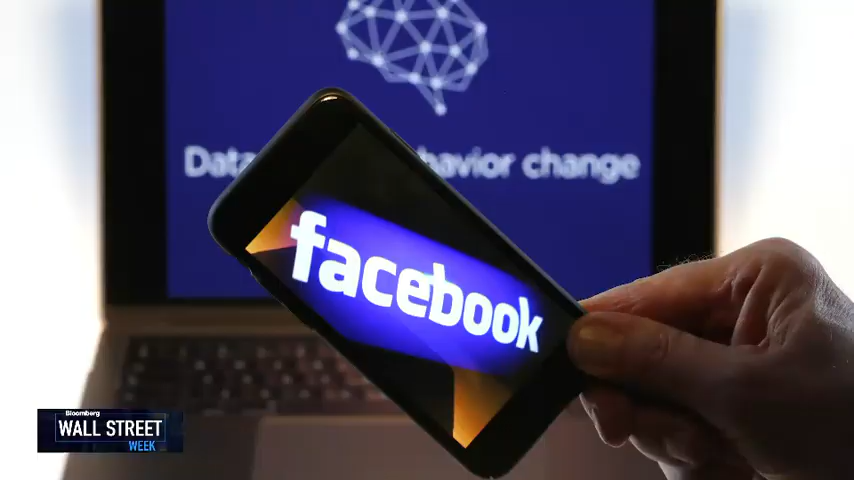 Data
havior change
facebook
Bloomberg
WALL STREET
WEEK